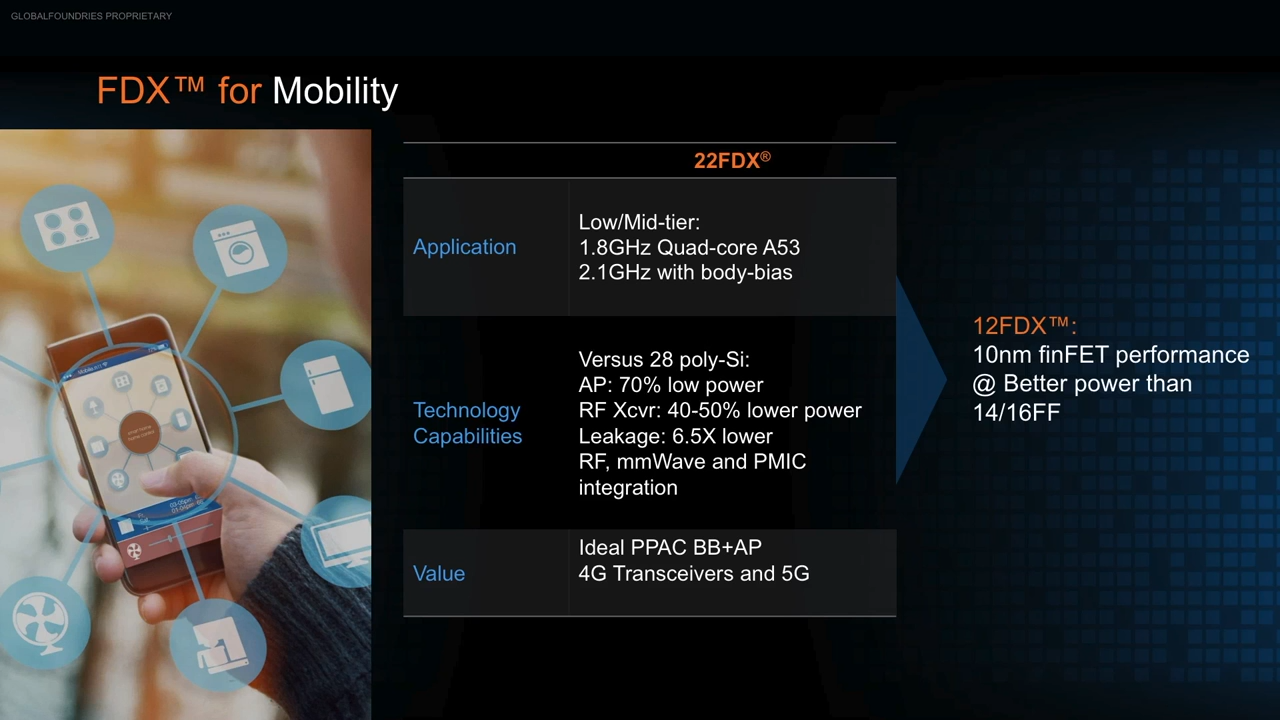 GLOBALFOUNDRIES PROPRIETARY
FDX™ for Mobility
22FDX®
Application
Low/Mid-tier:
1.8GHz Quad-core A53
2.1GHz with body-bias
Technology
Capabilities
Versus 28 poly-Si:
AP: 70% low power
RF Xcvr: 40-50% lower power
Leakage: 6.5X lower
RF, mmWave and PMIC
integration
Value
Ideal PPAC BB+AP
4G Transceivers and 5G
12FDX™:
10nm finFET performance
@ Better power than
14/16FF